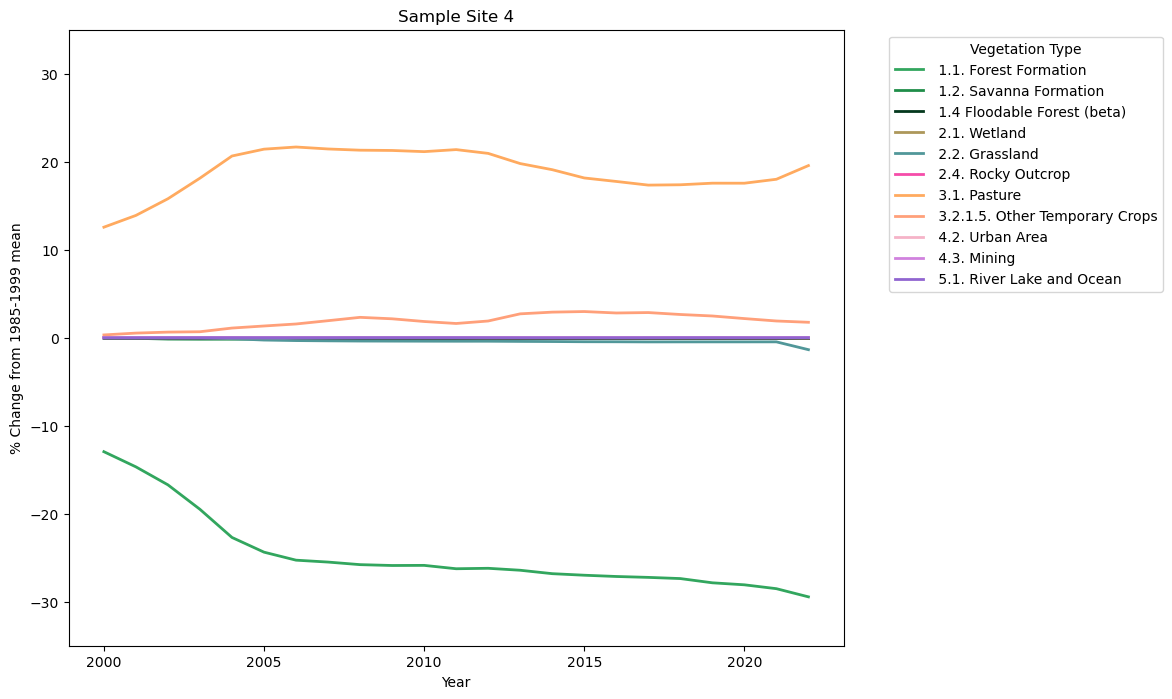 Sample Site 4
Vegetation Type
1.1. Forest Formation
1.2. Savanna Formation
1.4 Floodable Forest (beta)
2.1. Wetland
2.2. Grassland
2.4. Rocky Outcrop
3.1. Pasture
3.2.1.5. Other Temporary Crops
4.2. Urban Area
4.3. Mining
5.1. River Lake and Ocean
% Change from 1985-1999 mean
30
20
10
0
−10
−20
−30
2000
2005
2010
2015
2020
Year